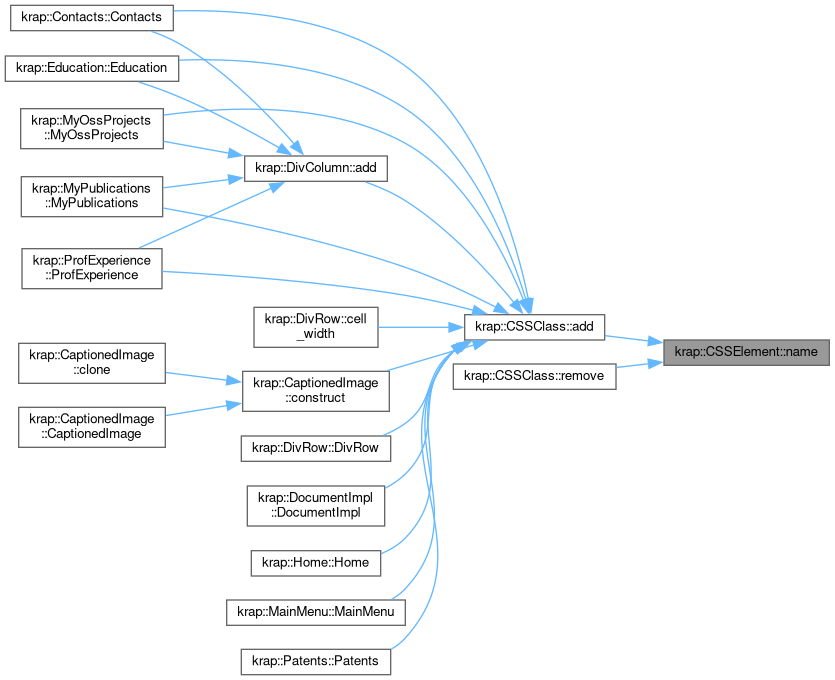 krap::Contacts::Contacts
krap::Education::Education
krap::MyOssProjects
::MyOssProjects
krap::DivColumn::add
krap::MyPublications
::MyPublications
krap::ProfExperience
::ProfExperience
krap::DivRow::cell
_width
krap::CSSClass::add
krap::CSSElement::name
krap::CaptionedImage
::clone
krap::CSSClass::remove
krap::CaptionedImage
::construct
krap::CaptionedImage
::CaptionedImage
krap::DivRow::DivRow
krap::DocumentImpl
::DocumentImpl
krap::Home::Home
krap::MainMenu::MainMenu
krap::Patents::Patents